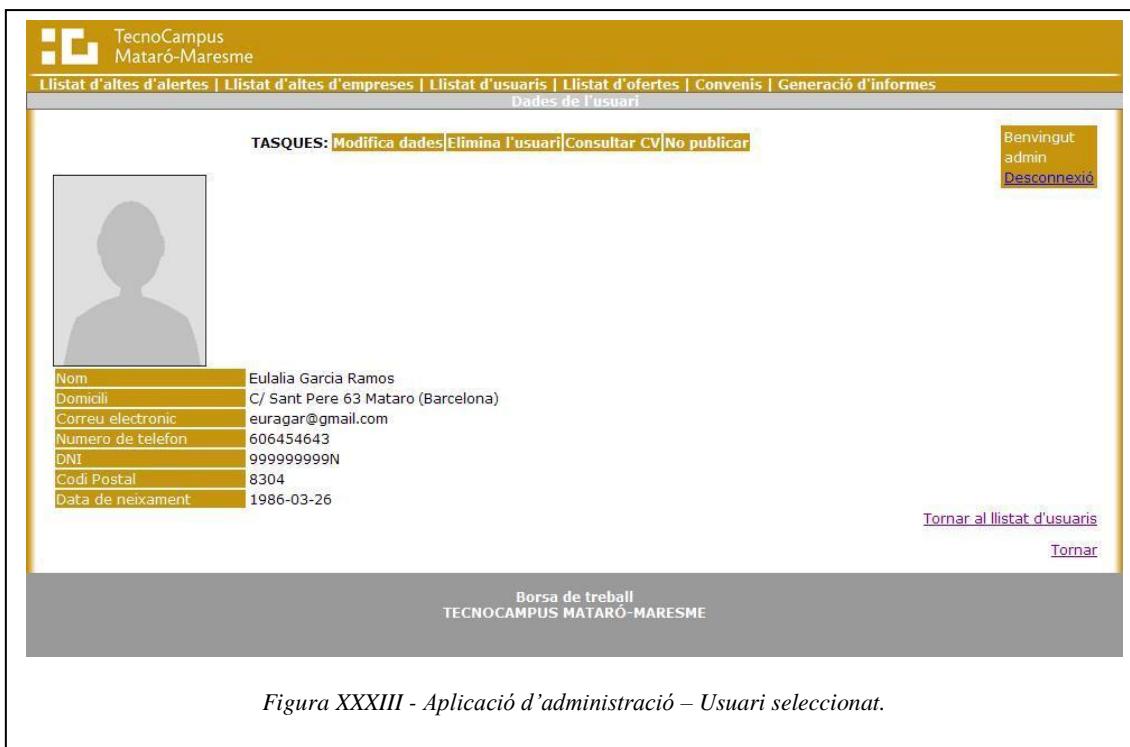 TecnoCampus
Mataró-Maresme
Llistat d'altes d'alertes | Llistat d'altes d'empreses | Llistat d'usuaris | Llistat d'ofertes | Convenis | Generació d'informes
Dades de l'usuari
TASQUES: Modifica dades Elimina l'usuari Consultar CV No publicar
Benvingut
admin
Desconnexió
Nom Eulalia Garcia Ramos
Domicili C/ Sant Pere 63 Mataro (Barcelona)
Correu electronic euragar@gmail.com
Numero de telefon 606454643
DNI 999999999N
Codi Postal 8304
Data de neixament 1986-03-26
Tornar al llistat d'usuaris
Tornar
Borsa de treball
TECNOCAMPUS MATARÓ-MARESME
Figura XXXIII - Aplicació d’administració – Usuari seleccionat.